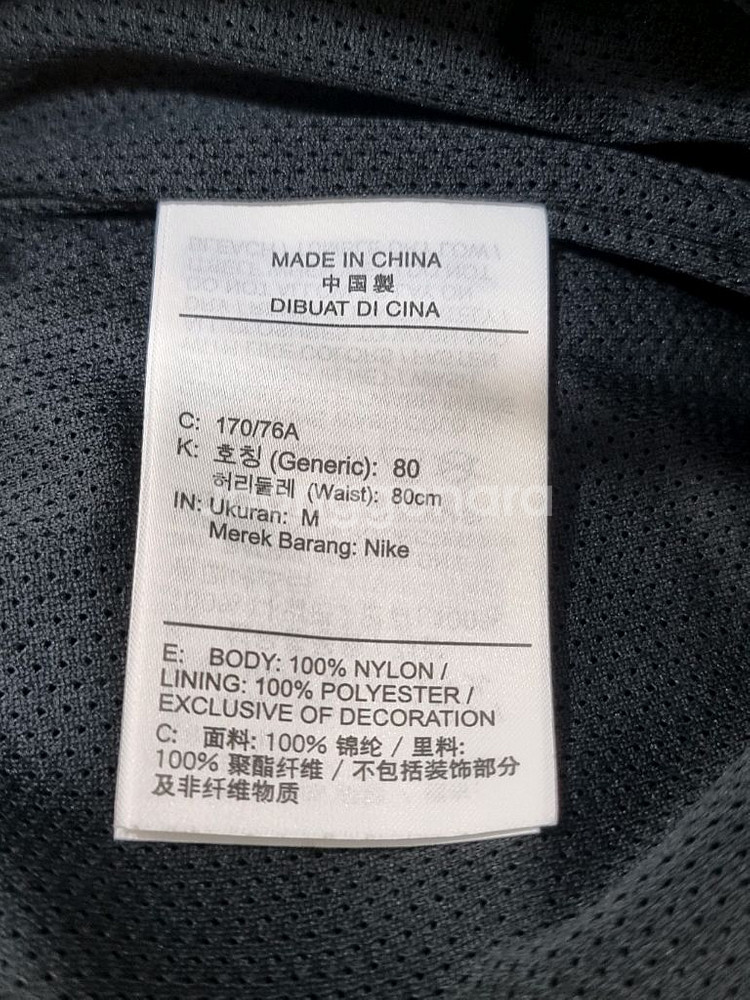 MADE IN CHINA
中国製
DIBUAT DI CINA
C: 170/76A
K: 호칭 (Generic): 80
허리둘레 (Waist): 80cm
IN: Ukuran: M
Merek Barang: Nike
E: BODY: 100% NYLON /
LINING: 100% POLYESTER /
EXCLUSIVE OF DECORATION
C: 面料: 100% 锦纶 / 里料:
100% 聚酯纤维 / 不包括装饰部分
及非纤维物质